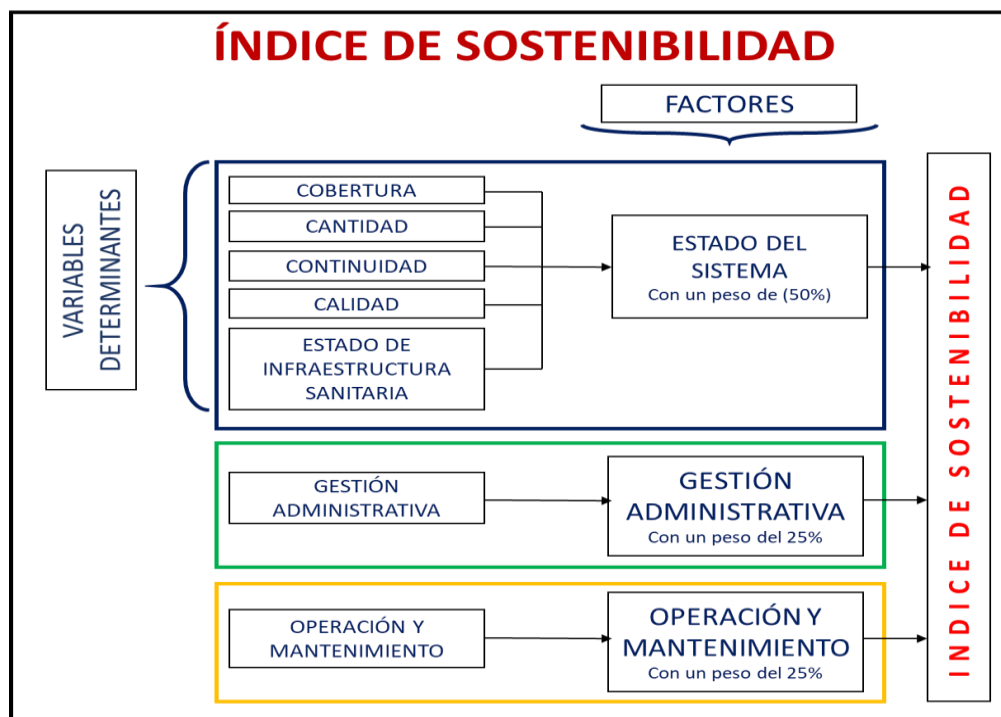 ÍNDICE DE SOSTENIBILIDAD
FACTORES
VARIABLES
DETERMINANTES
COBERTURA
CANTIDAD
CONTINUIDAD
CALIDAD
ESTADO DE
INFRAESTRUCTURA
SANITARIA
ESTADO DEL
SISTEMA
Con un peso de (50%)
GESTIÓN
ADMINISTRATIVA
GESTIÓN
ADMINISTRATIVA
Con un peso del 25%
OPERACIÓN Y
MANTENIMIENTO
OPERACIÓN Y
MANTENIMIENTO
Con un peso del 25%
INDICE DE SOSTENIBILIDAD